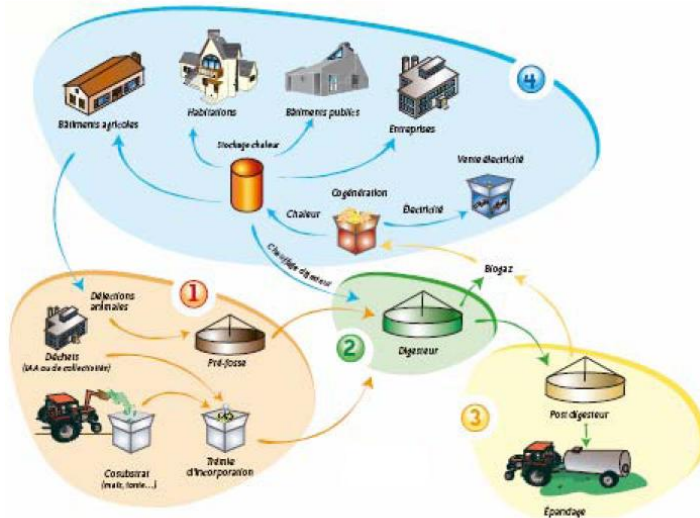 4
Bâtiments agricoles
Habitations
Bâtiments publics
Entreprises
Stockage chaleur
Vente électricité
Cogénération
Chaleur
Électricité
Chauffage digesteur
Biogaz
1
Déjections
animales
Pré-fosse
Déchets
(IAA ou de collectivités)
Cosubstrat
(maïs, tonte...)
Trémie
d'incorporation
2
Digesteur
3
Post digesteur
Épandage